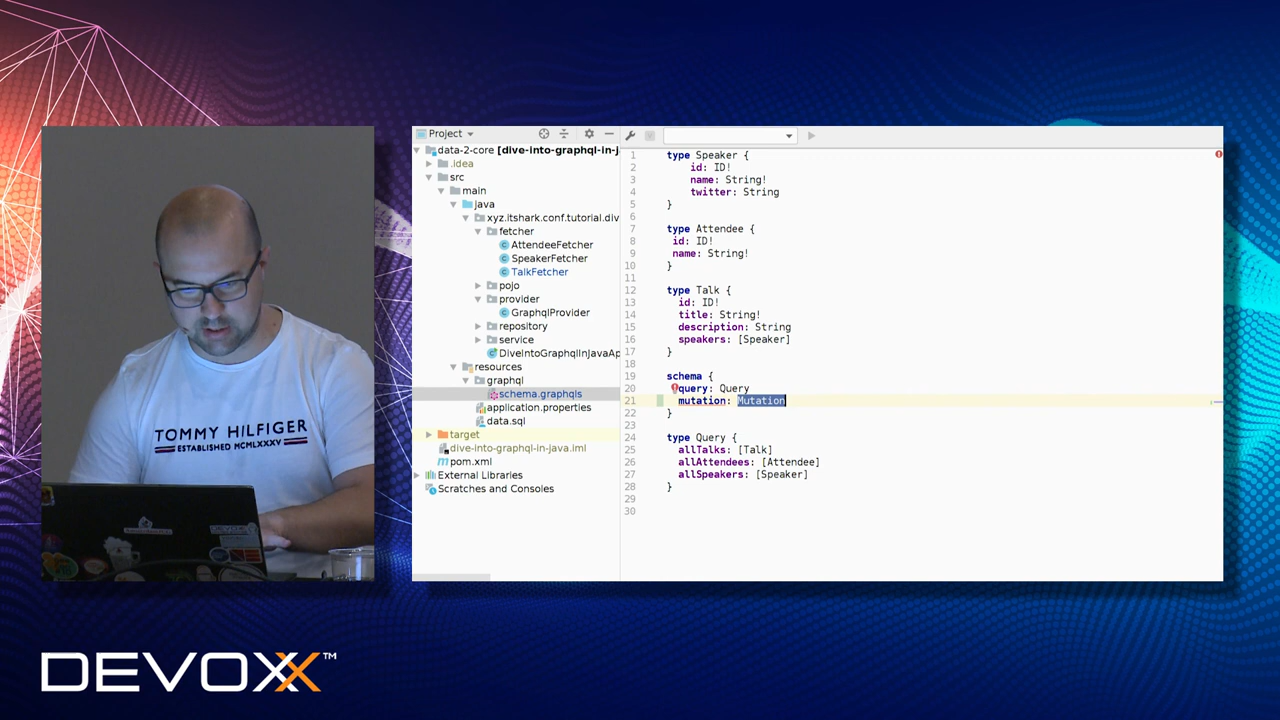 TOMMY HILFIGER
ESTABLISHED MCMLXXXV
DEVOXX
DEVOXX™
Project
data-2-core [dive-into-graphql-in-j
.idea
src
main
java
xyz.itshark.conf.tutorial.div
fetcher
AttendeeFetcher
SpeakerFetcher
TalkFetcher
pojo
provider
GraphqlProvider
repository
service
DiveIntoGraphqlInJavaAp
resources
graphql
schema.graphqls
application.properties
data.sql
target
dive-into-graphql-in-java.iml
pom.xml
External Libraries
Scratches and Consoles
1 type Speaker {
2 id: ID!
3 name: String!
4 twitter: String
5 }
6
7 type Attendee {
8 id: ID!
9 name: String!
10 }
11
12 type Talk {
13 id: ID!
14 title: String!
15 description: String
16 speakers: [Speaker]
17 }
18
19 schema {
20 query: Query
21 mutation: Mutation
22 }
23
24 type Query {
25 allTalks: [Talk]
26 allAttendees: [Attendee]
27 allSpeakers: [Speaker]
28 }
29
30